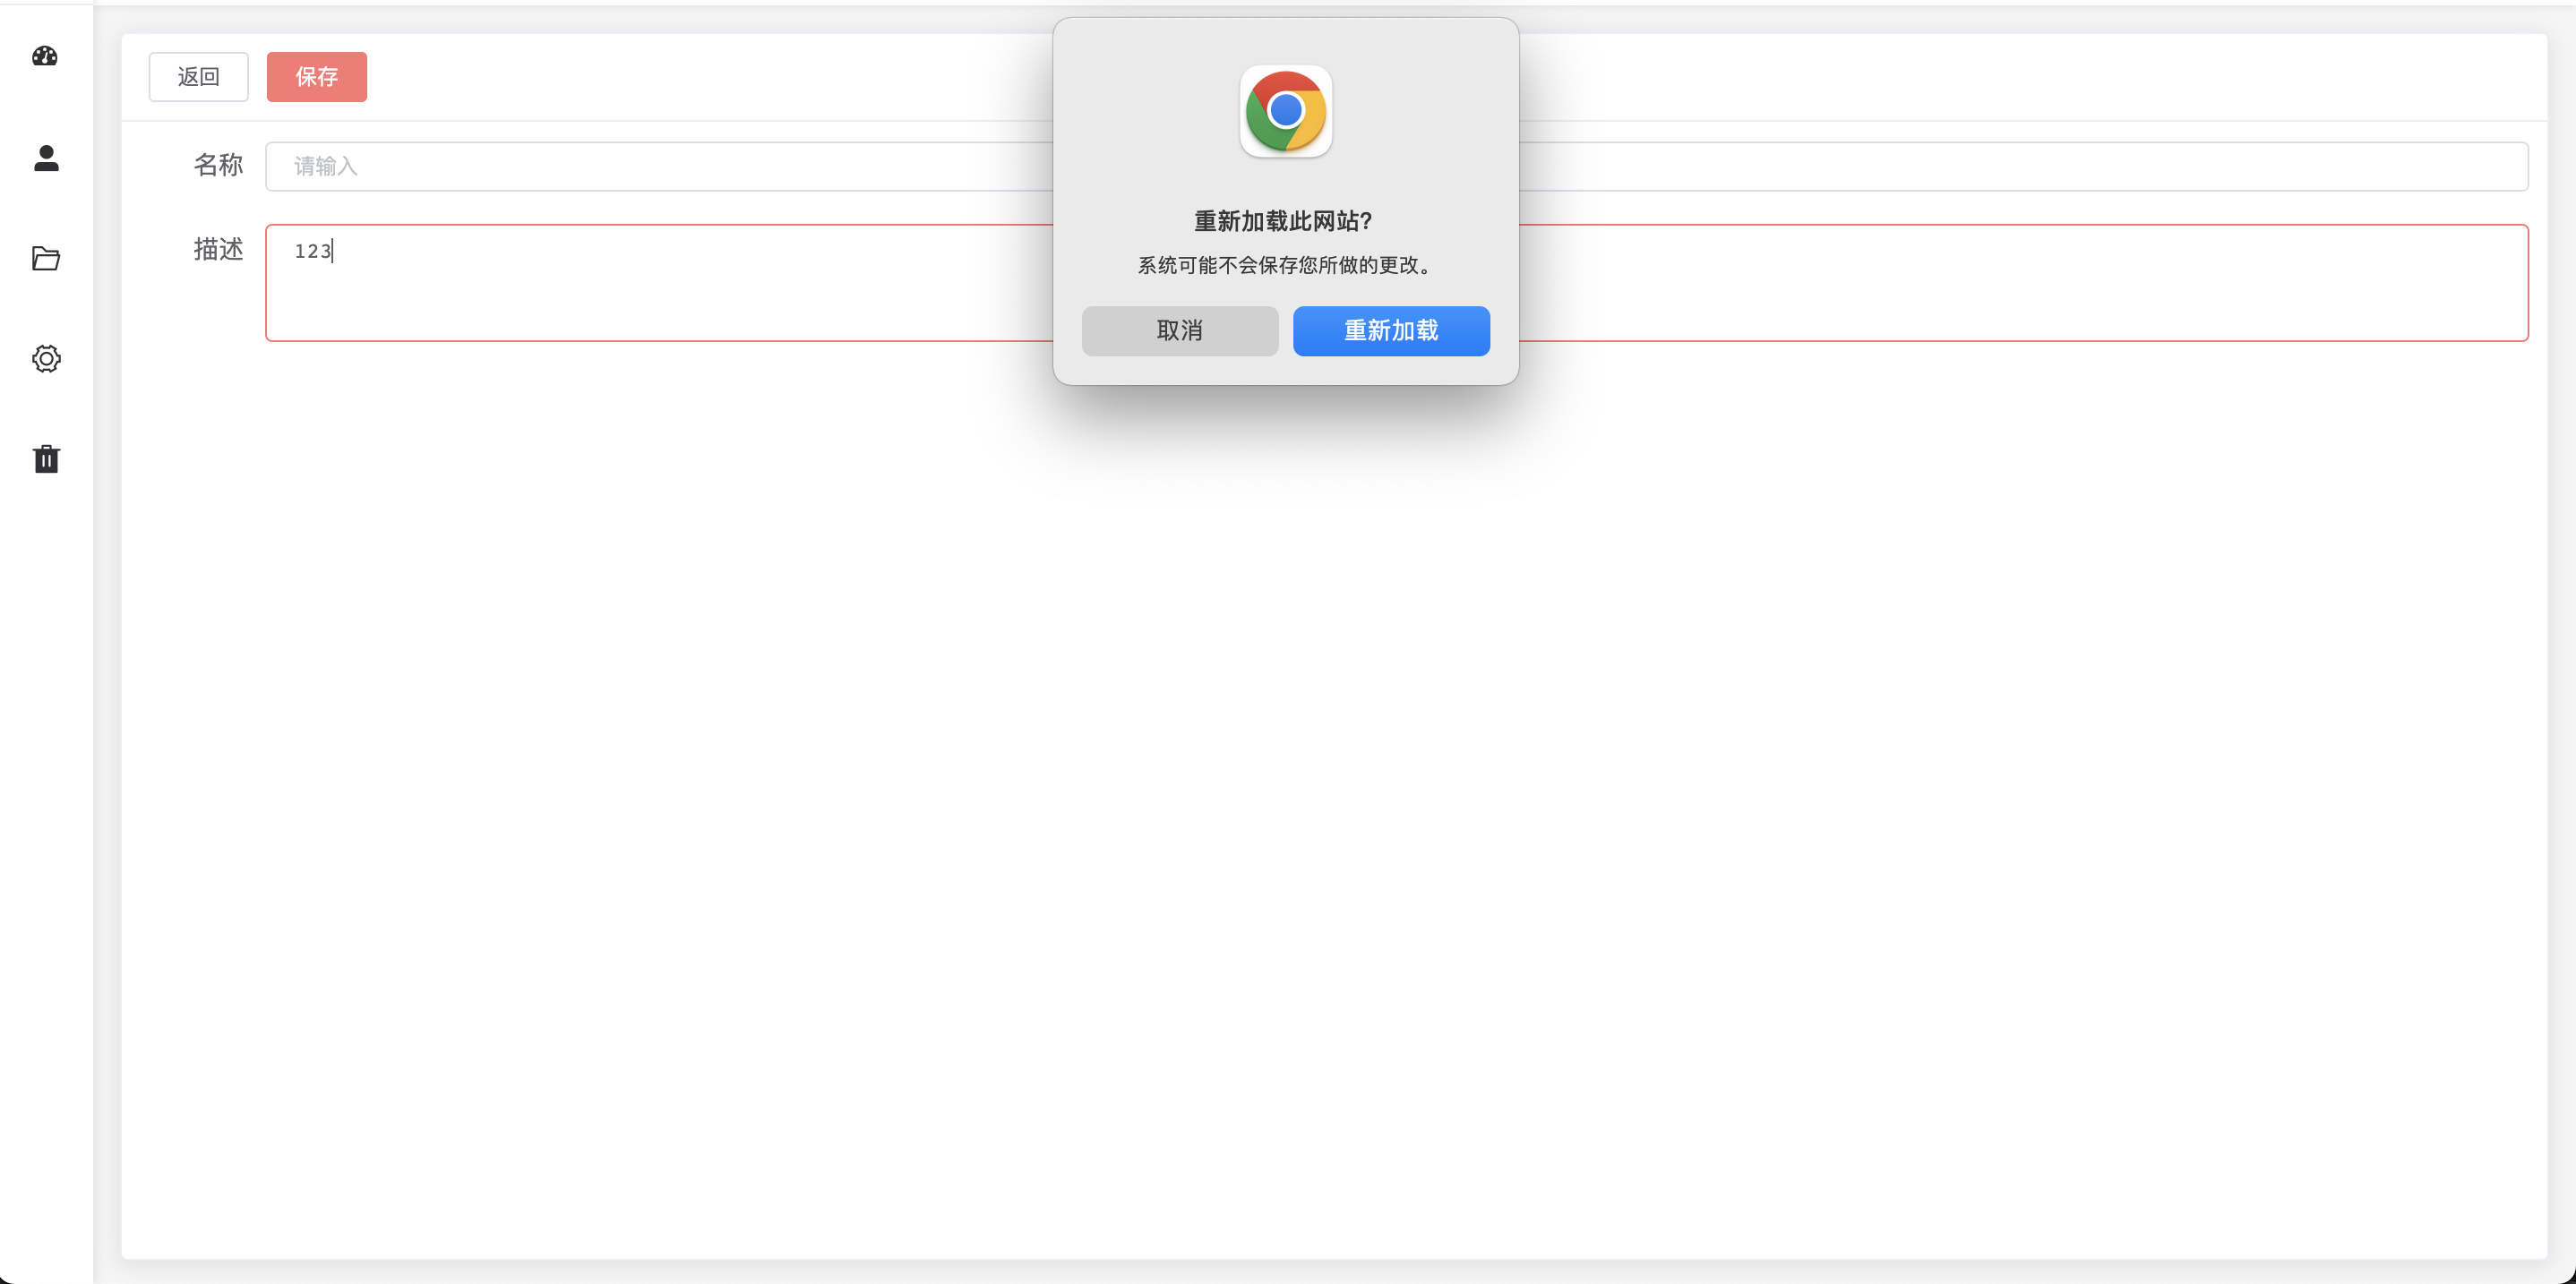 返回 保存
名称 请输入
描述 123
重新加载此网站?
系统可能不会保存您所做的更改。
取消 重新加载